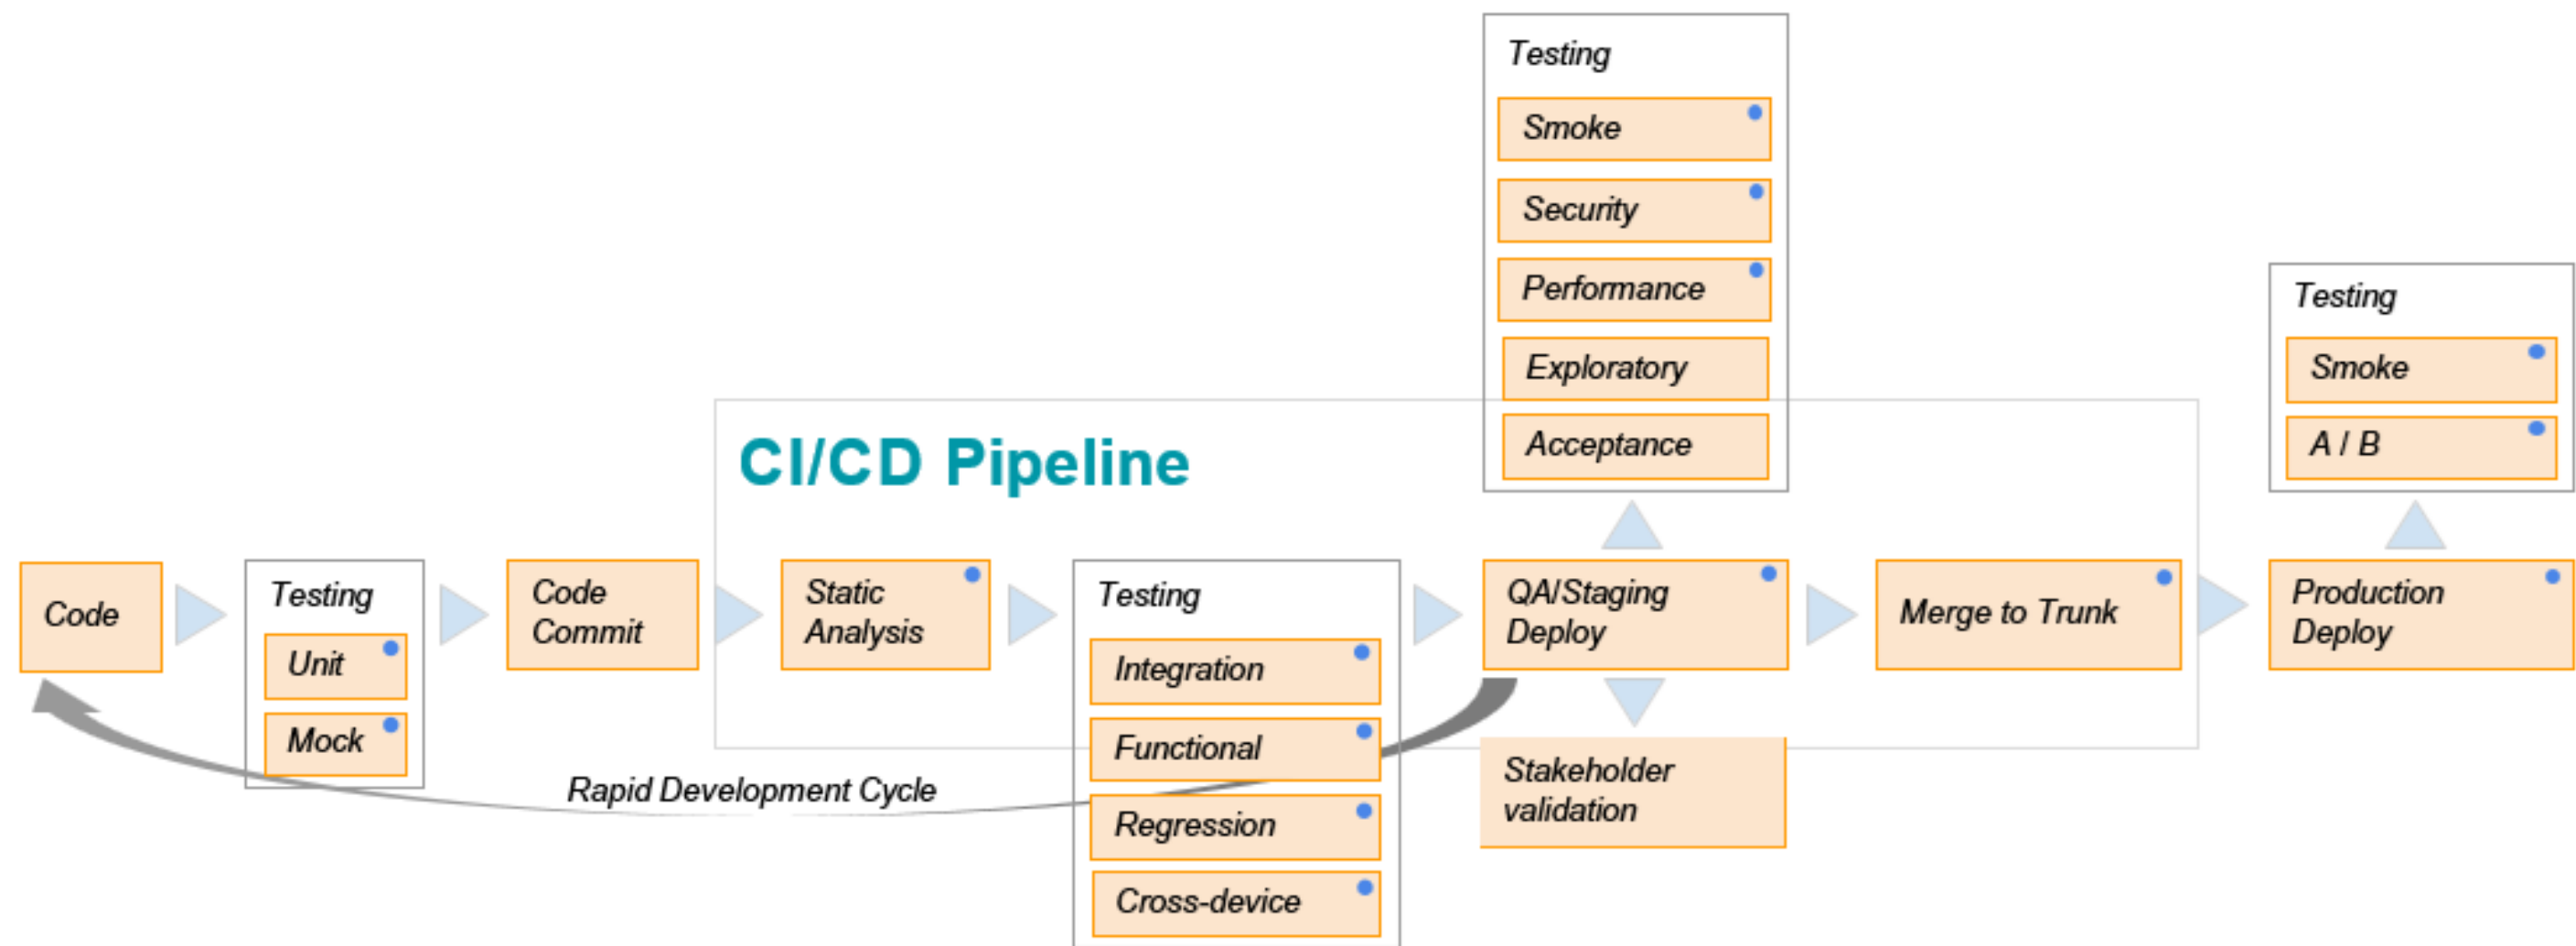 Testing
Smoke
Security
Performance
Exploratory
Acceptance
Testing
Smoke
A / B
CI/CD Pipeline
Code
Testing
Unit
Mock
Code
Commit
Static
Analysis
Testing
Integration
Functional
Regression
Cross-device
QA/Staging
Deploy
Merge to Trunk
Production
Deploy
Rapid Development Cycle
Stakeholder
validation